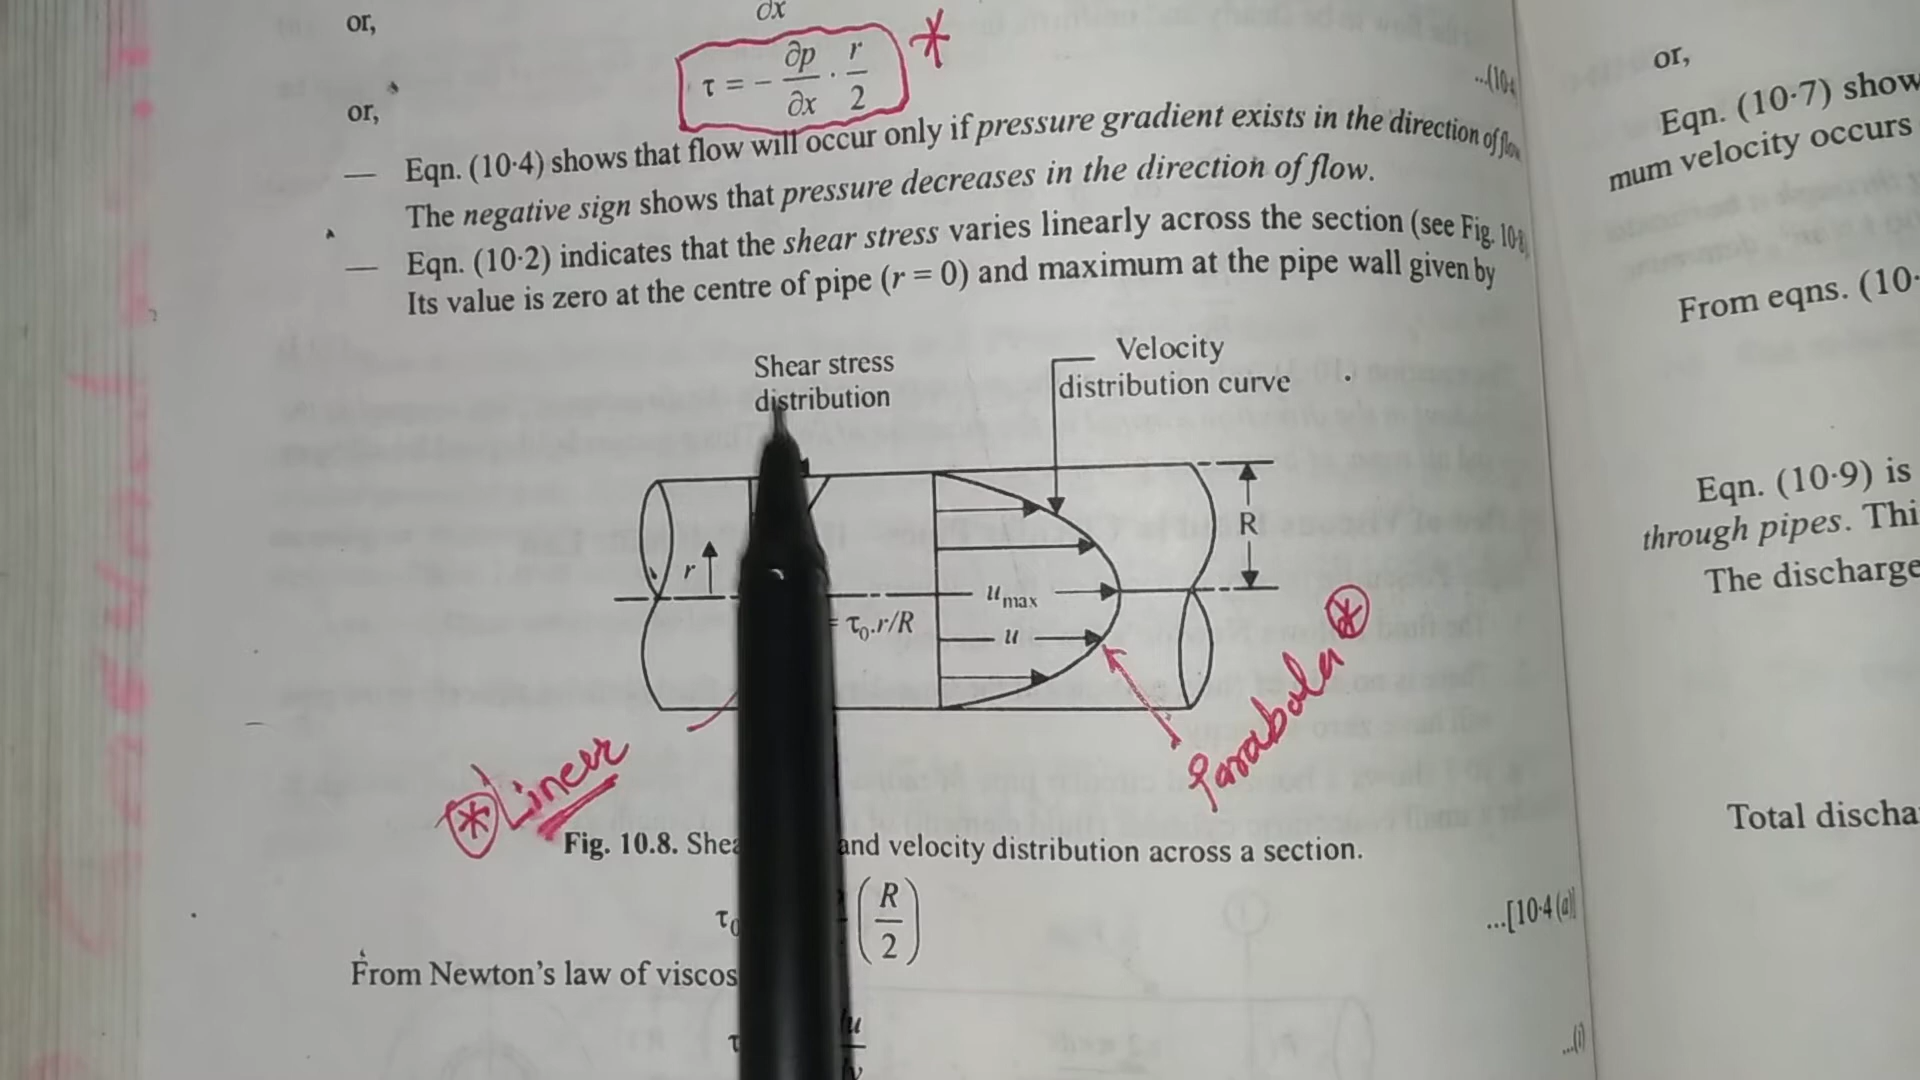 ∂x
or,
τ = − ∂p/∂x · r/2 *
or,
...(10·4
— Eqn. (10·4) shows that flow will occur only if pressure gradient exists in the direction of flow
The negative sign shows that pressure decreases in the direction of flow.
— Eqn. (10·2) indicates that the shear stress varies linearly across the section (see Fig. 10·8
Its value is zero at the centre of pipe (r = 0) and maximum at the pipe wall given by
Shear stress
distribution
Velocity
distribution curve
R
r
u max
= τ₀.r/R
u
Parabola *
* Linear
Fig. 10.8. Shea and velocity distribution across a section.
τ₀ (R/2)
...[10·4 (a)]
From Newton's law of viscos
τ
...(i)
or,
Eqn. (10·7) show
mum velocity occurs
From eqns. (10·
Eqn. (10·9) is
through pipes. Thi
The discharge
Total discha